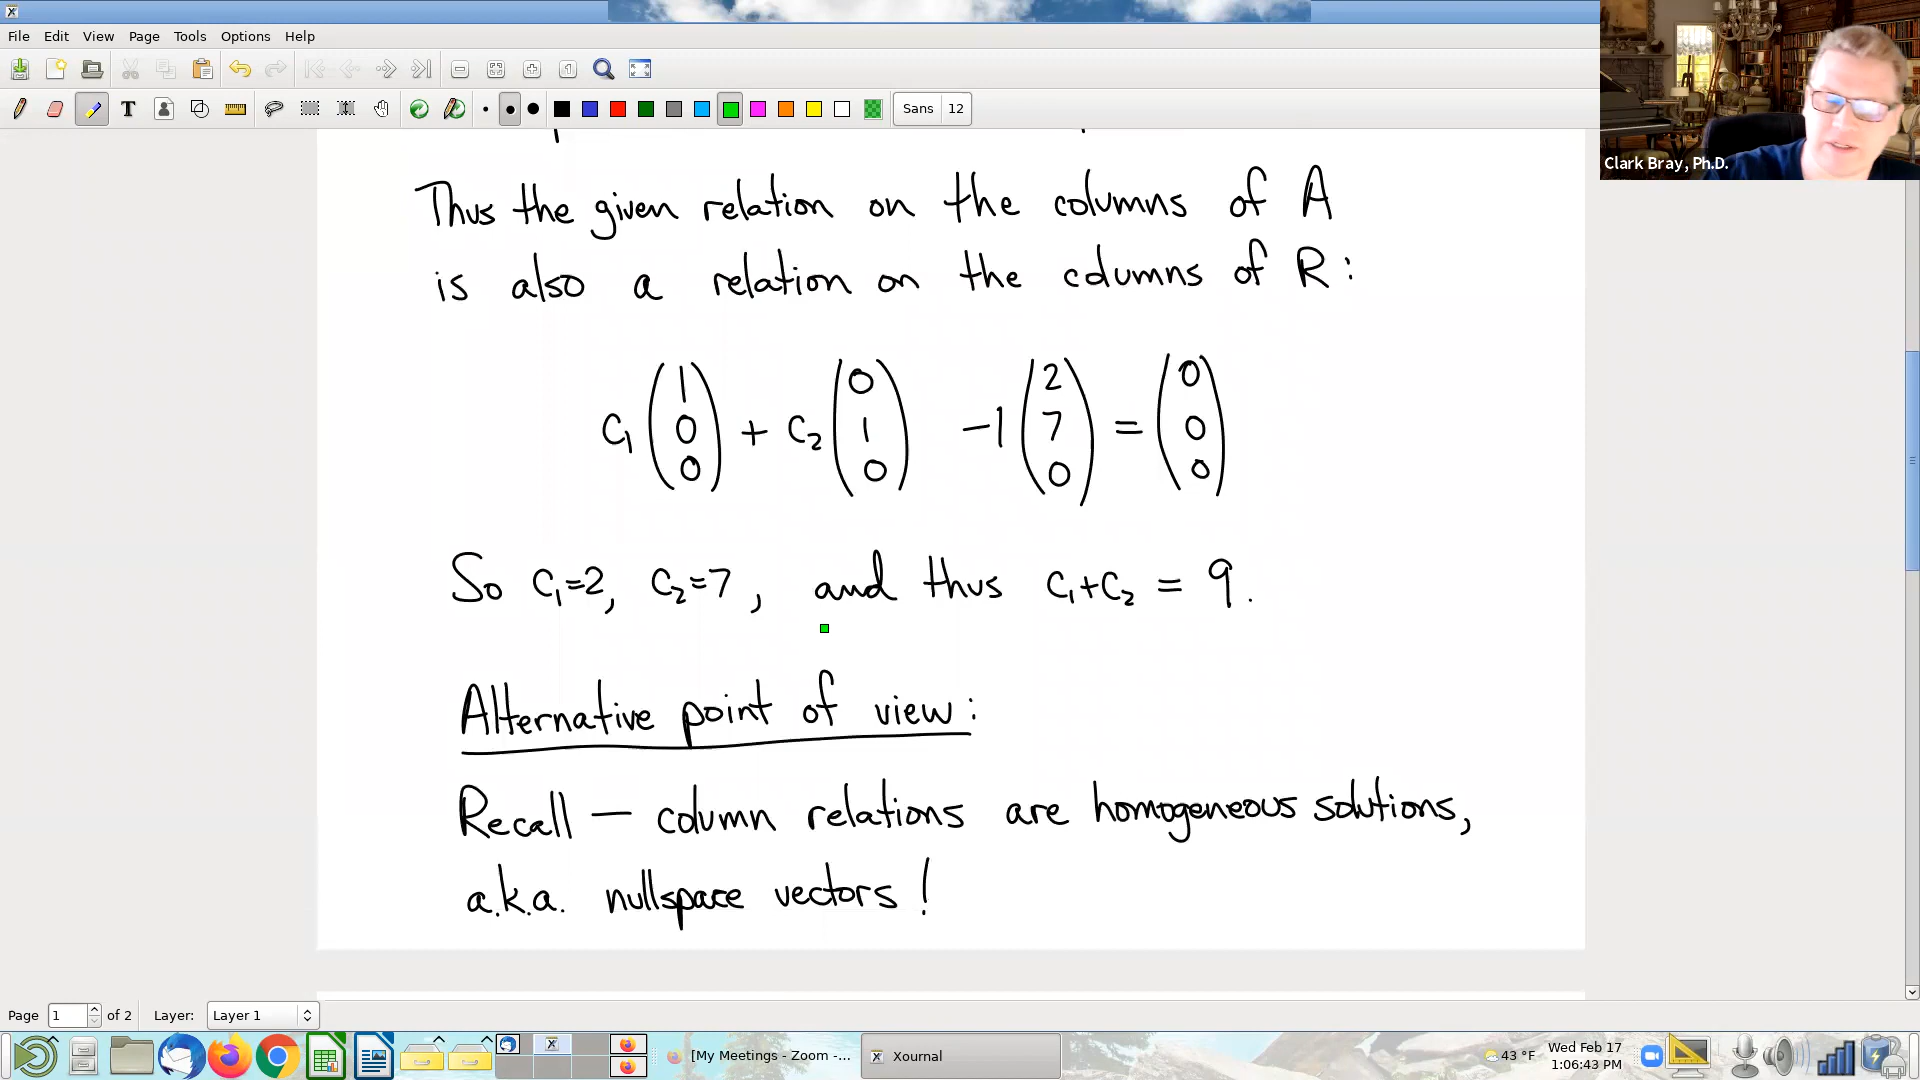 File Edit View Page Tools Options Help
Sans 12
Clark Bray, Ph.D.
Thus the given relation on the columns of A
is also a relation on the columns of R:
c₁ (1 0 0) + c₂ (0 1 0) -1 (2 7 0) = (0 0 0)
So c₁=2, c₂=7, and thus c₁+c₂ = 9.
Alternative point of view:
Recall — column relations are homogeneous solutions,
a.k.a. nullspace vectors!
Page 1 of 2 Layer: Layer 1
[My Meetings - Zoom -...
Xournal
43 °F
Wed Feb 17
1:06:43 PM